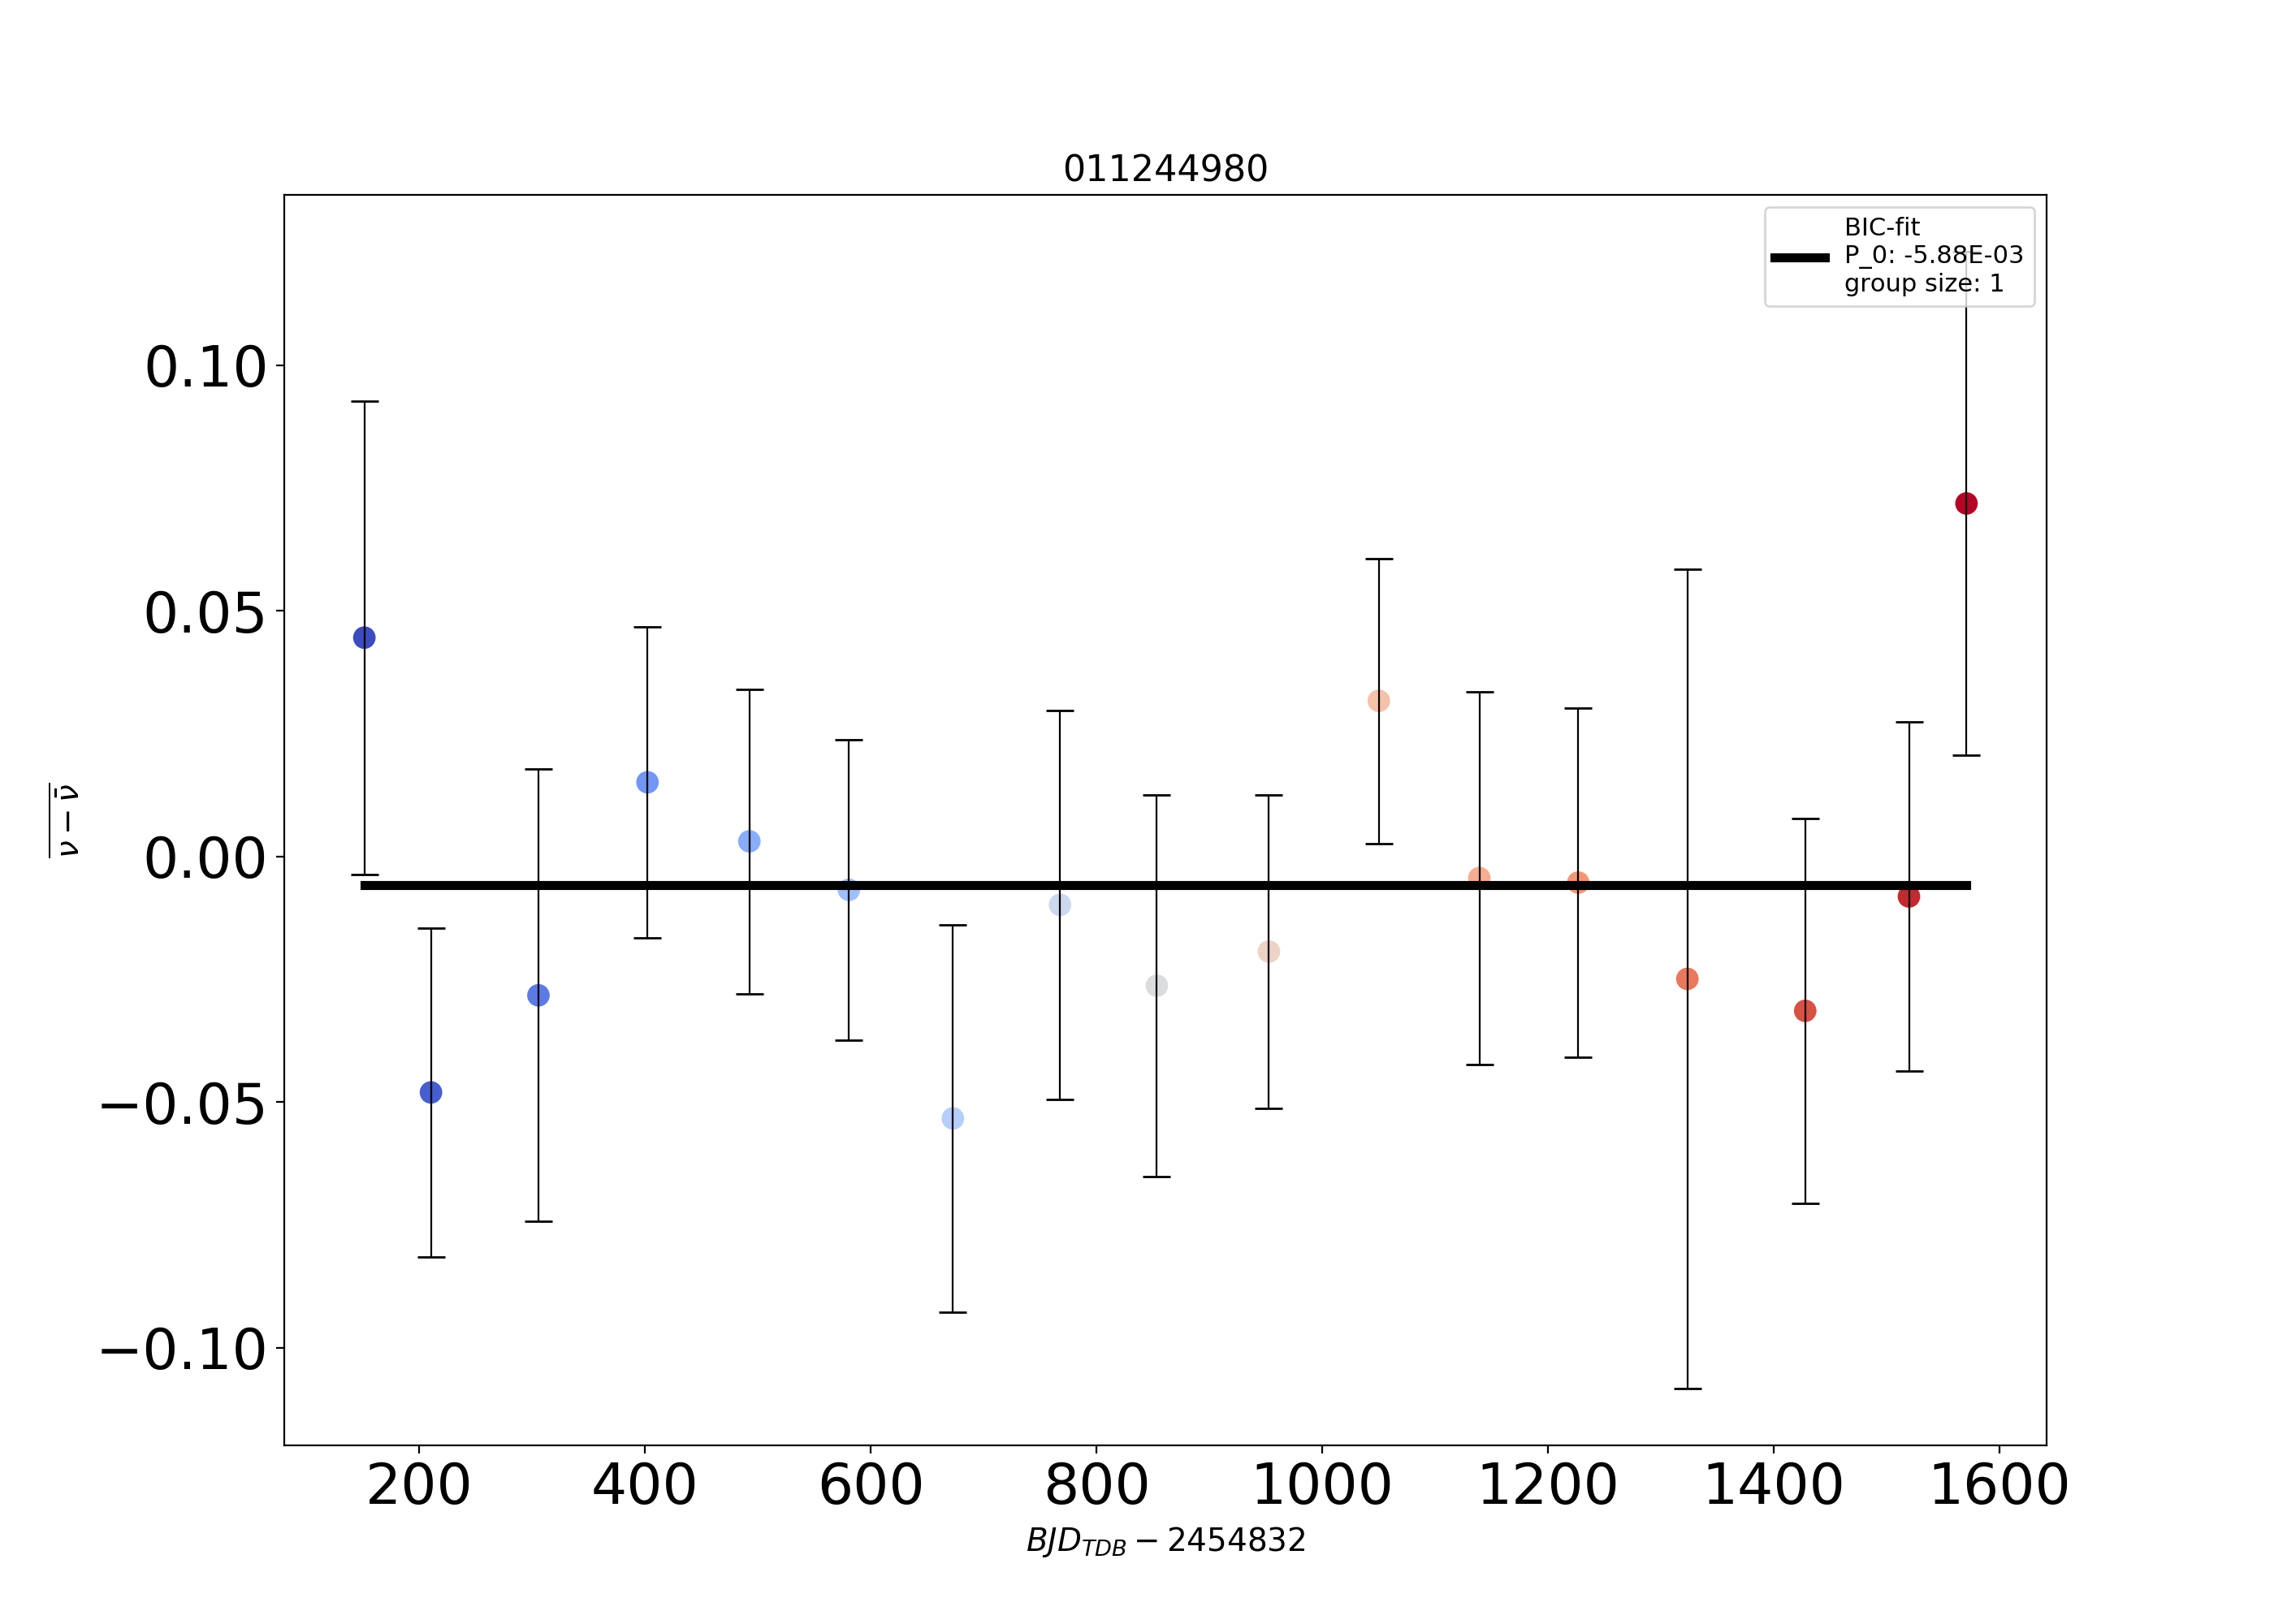 011244980
BIC-fit
P_0: -5.88E-03
group size: 1
0.10
0.05
0.00
−0.05
−0.10
ν − ν̄
200 400 600 800 1000 1200 1400 1600
BJD_TDB − 2454832